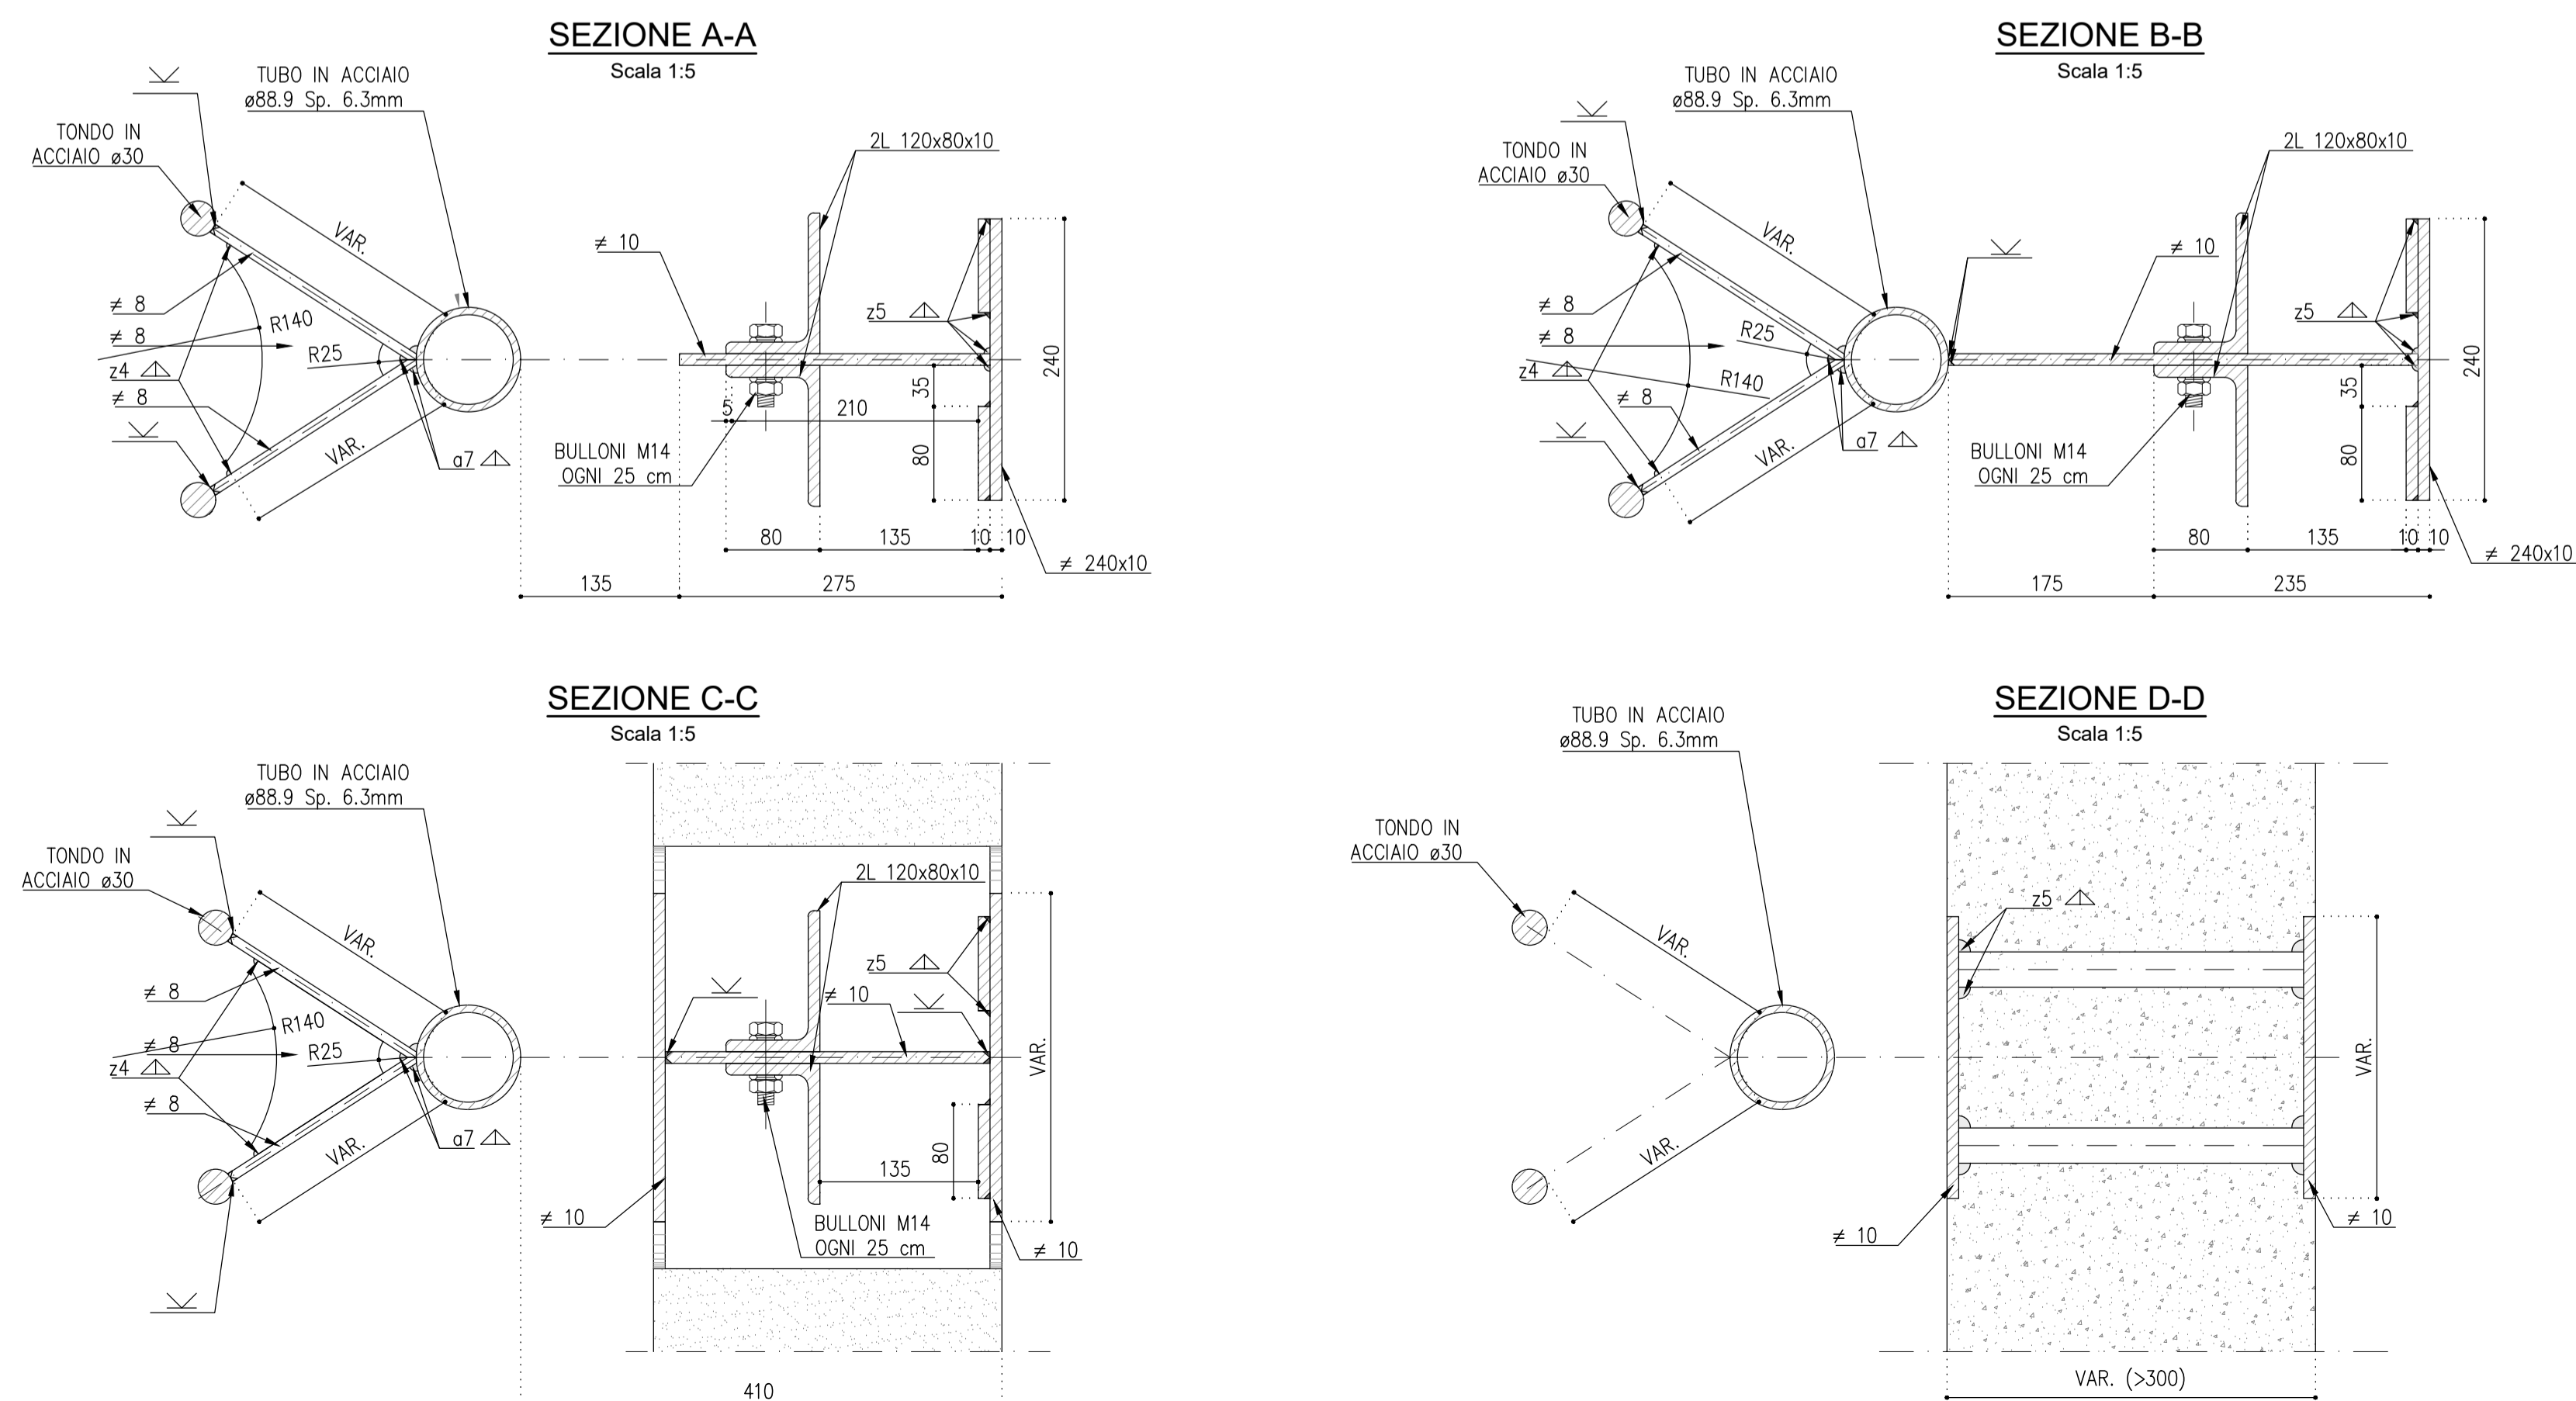 SEZIONE A-A
Scala 1:5
TUBO IN ACCIAIO
ø88.9 Sp. 6.3mm
TONDO IN
ACCIAIO ø30
2L 120x80x10
VAR.
≠ 10
≠ 8
R140
z5
≠ 8
R25
240
z4
≠ 8
35
5
210
VAR.
BULLONI M14
OGNI 25 cm
a7
80
80
135
10
10
≠ 240x10
135
275
SEZIONE B-B
Scala 1:5
TUBO IN ACCIAIO
ø88.9 Sp. 6.3mm
TONDO IN
ACCIAIO ø30
2L 120x80x10
VAR.
≠ 10
≠ 8
z5
≠ 8
R25
240
z4
R140
≠ 8
35
VAR.
a7
BULLONI M14
OGNI 25 cm
80
80
135
10
10
≠ 240x10
175
235
SEZIONE C-C
Scala 1:5
TUBO IN ACCIAIO
ø88.9 Sp. 6.3mm
TONDO IN
ACCIAIO ø30
2L 120x80x10
VAR.
z5
≠ 8
≠ 10
R140
≠ 8
R25
VAR.
z4
≠ 8
a7
VAR.
80
135
≠ 10
BULLONI M14
OGNI 25 cm
≠ 10
410
SEZIONE D-D
Scala 1:5
TUBO IN ACCIAIO
ø88.9 Sp. 6.3mm
TONDO IN
ACCIAIO ø30
z5
VAR.
VAR.
VAR.
≠ 10
≠ 10
VAR. (>300)